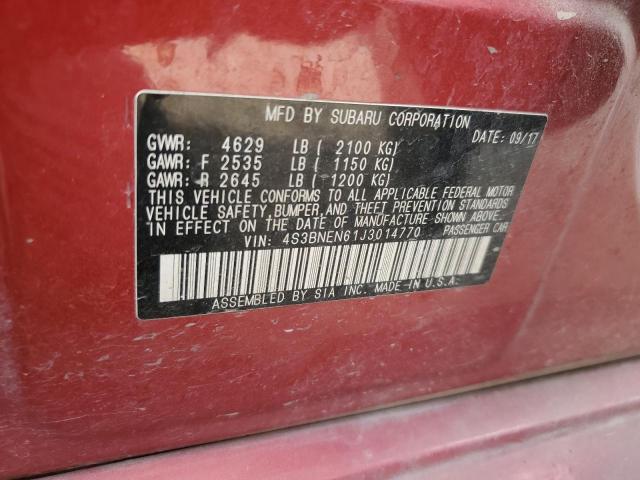 MFD BY SUBARU CORPORATION
GVWR: 4629 LB ( 2100 KG) DATE: 09/17
GAWR: F 2535 LB ( 1150 KG)
GAWR: R 2645 LB ( 1200 KG)
THIS VEHICLE CONFORMS TO ALL APPLICABLE FEDERAL MOTOR
VEHICLE SAFETY,BUMPER,AND THEFT PREVENTION STANDARDS
IN EFFECT ON THE DATE OF MANUFACTURE SHOWN ABOVE.
VIN: 4S3BNEN61J3014770 PASSENGER CAR
ASSEMBLED BY SIA INC. MADE IN U.S.A.